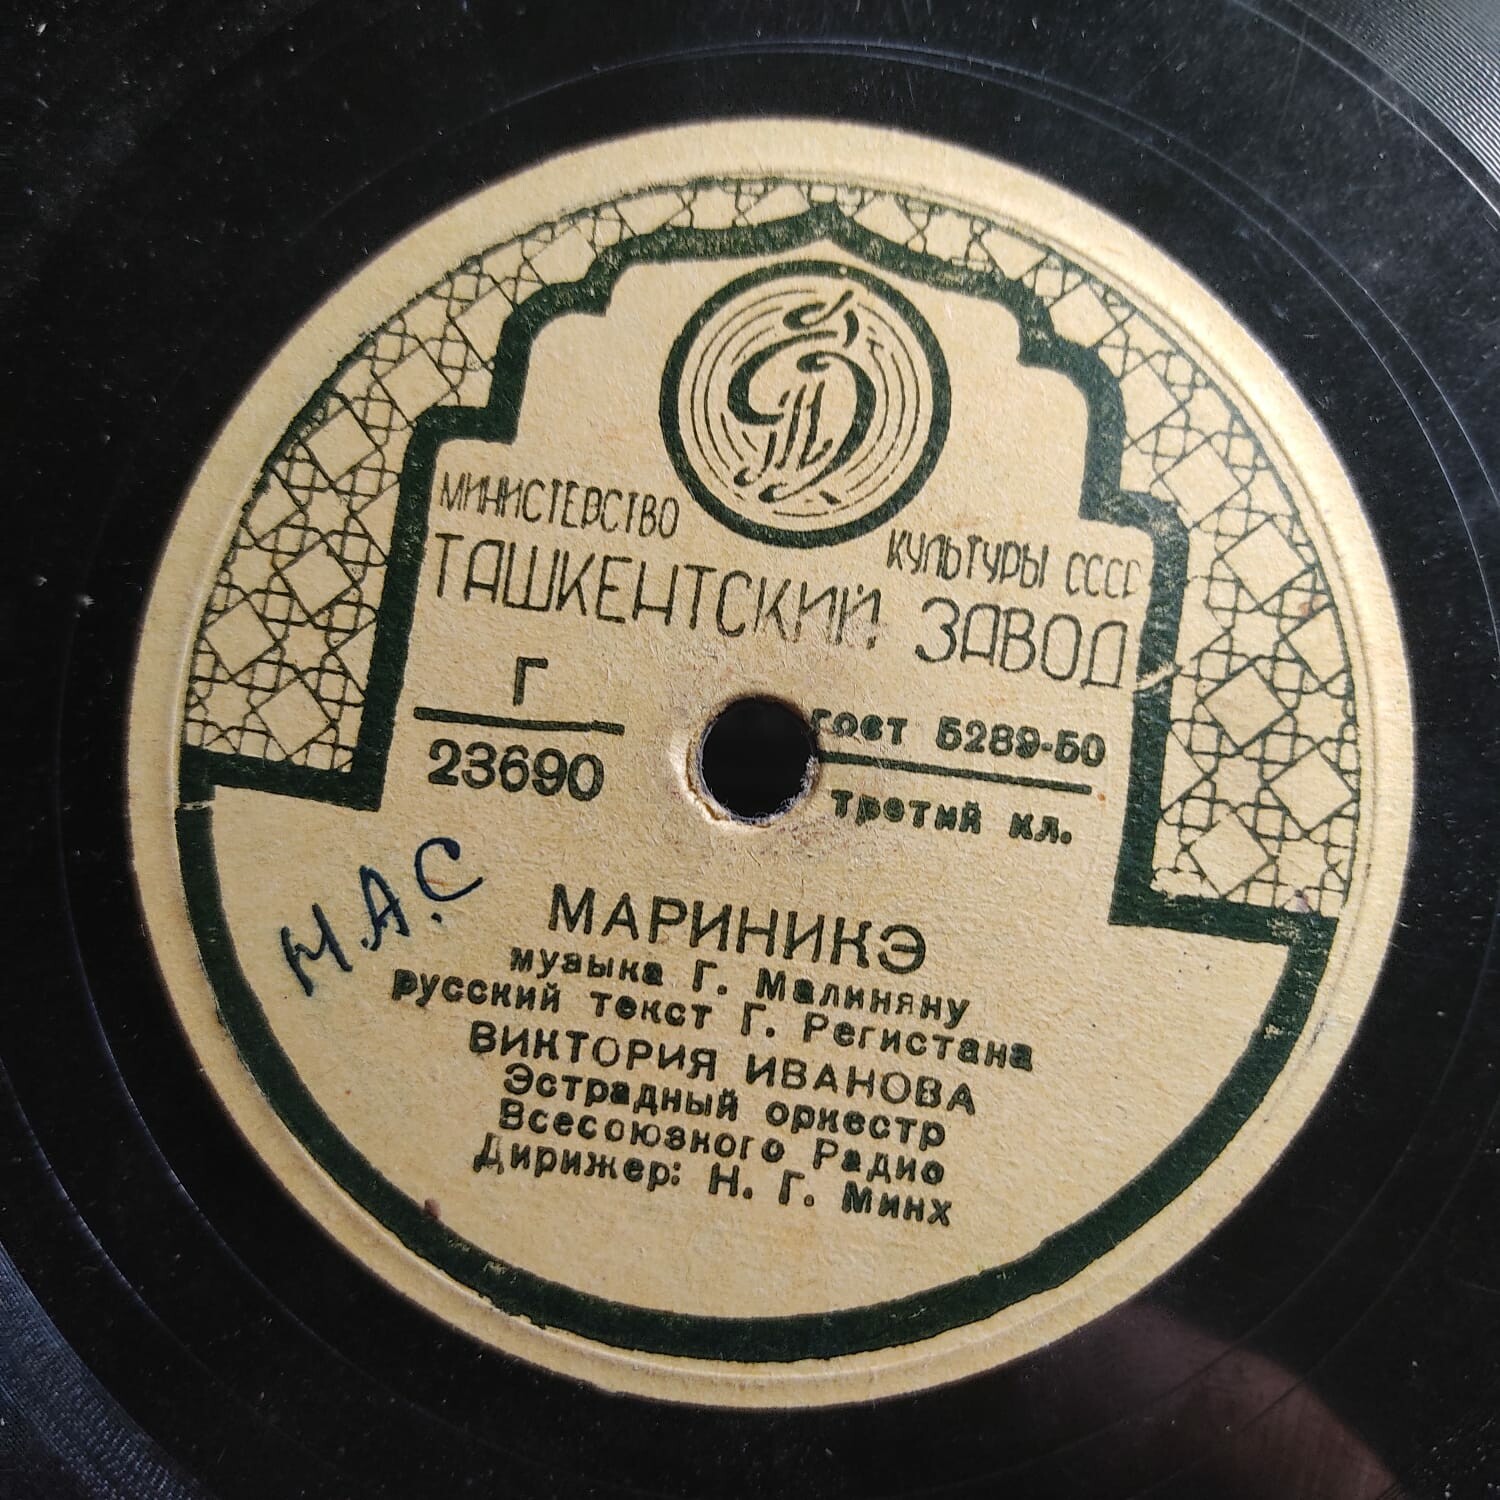 МИНИСТЕРСТВО КУЛЬТУРЫ СССР
ТАШКЕНТСКИЙ ЗАВОД
Г
23690
ГОСТ 5289-50
третий кл.
Н.А.С
МАРИНИКЭ
музыка Г. Малиняну
русский текст Г. Регистана
ВИКТОРИЯ ИВАНОВА
Эстрадный оркестр
Всесоюзного Радио
Дирижер: Н. Г. Минх